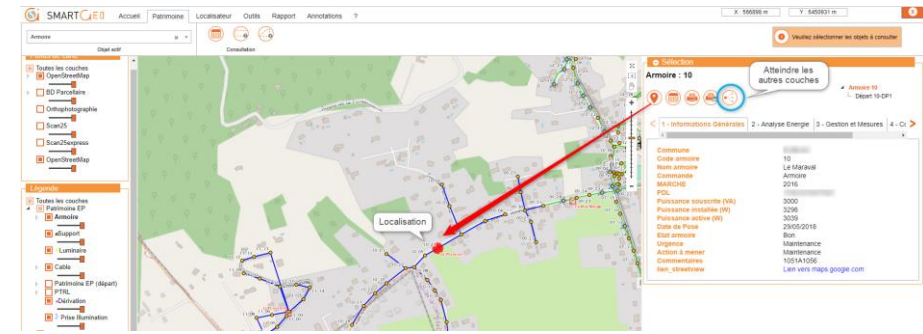 SMARTGEO Accueil Patrimoine Localisateur Outils Rapport Annotations ?
X : 566898 m Y : 6450931 m
Armoire
Objet actif
Consultation
Veuillez sélectionner les objets à consulter
Toutes les couches
OpenStreetMap
BD Parcellaire
Orthophotographie
Scan25
Scan25express
OpenStreetMap
Légende
Toutes les couches
Patrimoine EP
Armoire
Support
Luminaire
Cable
Patrimoine EP (départ)
PTRL
Dérivation
Prise Illumination
Localisation
Sélection
Armoire : 10
Atteindre les
autres couches
Armoire 10
Départ 10-DP1
1 - Informations Générales 2 - Analyse Energie 3 - Gestion et Mesures
Commune
Code armoire 10
Nom armoire Le Maraval
Commande Armoire
MARCHE 2016
PDL
Puissance souscrite (VA) 3000
Puissance installée (W) 3296
Puissance active (W) 3039
Date de Pose 29/05/2018
Etat armoire Bon
Urgence Maintenance
Action à mener Maintenance
Commentaires 1051A1056
lien_streetview Lien vers maps.google.com